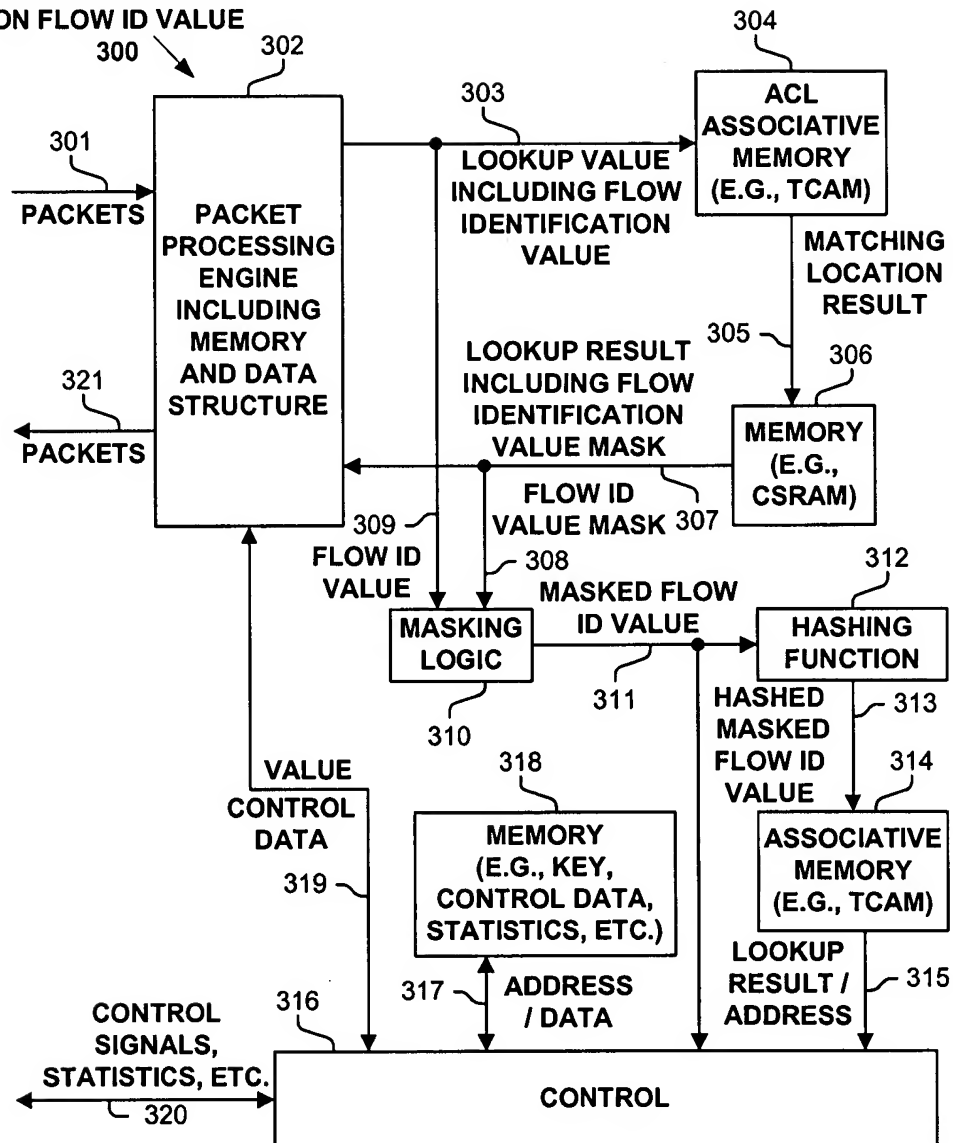 ON FLOW ID VALUE
300
302
304
301
PACKETS
303
LOOKUP VALUE
INCLUDING FLOW
IDENTIFICATION
VALUE
ACL
ASSOCIATIVE
MEMORY
(E.G., TCAM)
PACKET
PROCESSING
ENGINE
INCLUDING
MEMORY
AND DATA
STRUCTURE
MATCHING
LOCATION
RESULT
305
306
321
PACKETS
LOOKUP RESULT
INCLUDING FLOW
IDENTIFICATION
VALUE MASK
MEMORY
(E.G.,
CSRAM)
307
309
FLOW ID
VALUE
FLOW ID
VALUE MASK
308
MASKED FLOW
ID VALUE
312
MASKING
LOGIC
310
311
HASHING
FUNCTION
HASHED
MASKED
FLOW ID
VALUE
313
314
VALUE
CONTROL
DATA
319
318
MEMORY
(E.G., KEY,
CONTROL DATA,
STATISTICS, ETC.)
ASSOCIATIVE
MEMORY
(E.G., TCAM)
317
ADDRESS
/ DATA
LOOKUP
RESULT /
ADDRESS
315
316
CONTROL
SIGNALS,
STATISTICS, ETC.
320
CONTROL